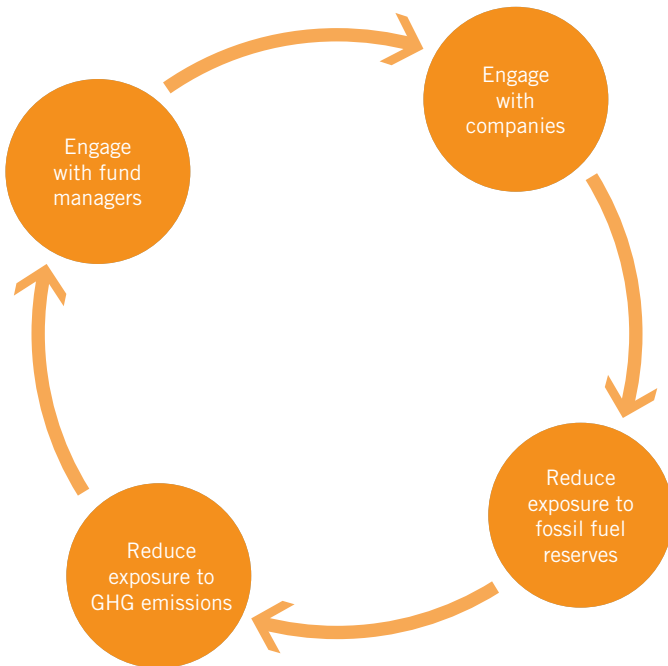 Engage
with
companies
Engage
with fund
managers
Reduce
exposure to
fossil fuel
reserves
Reduce
exposure to
GHG emissions